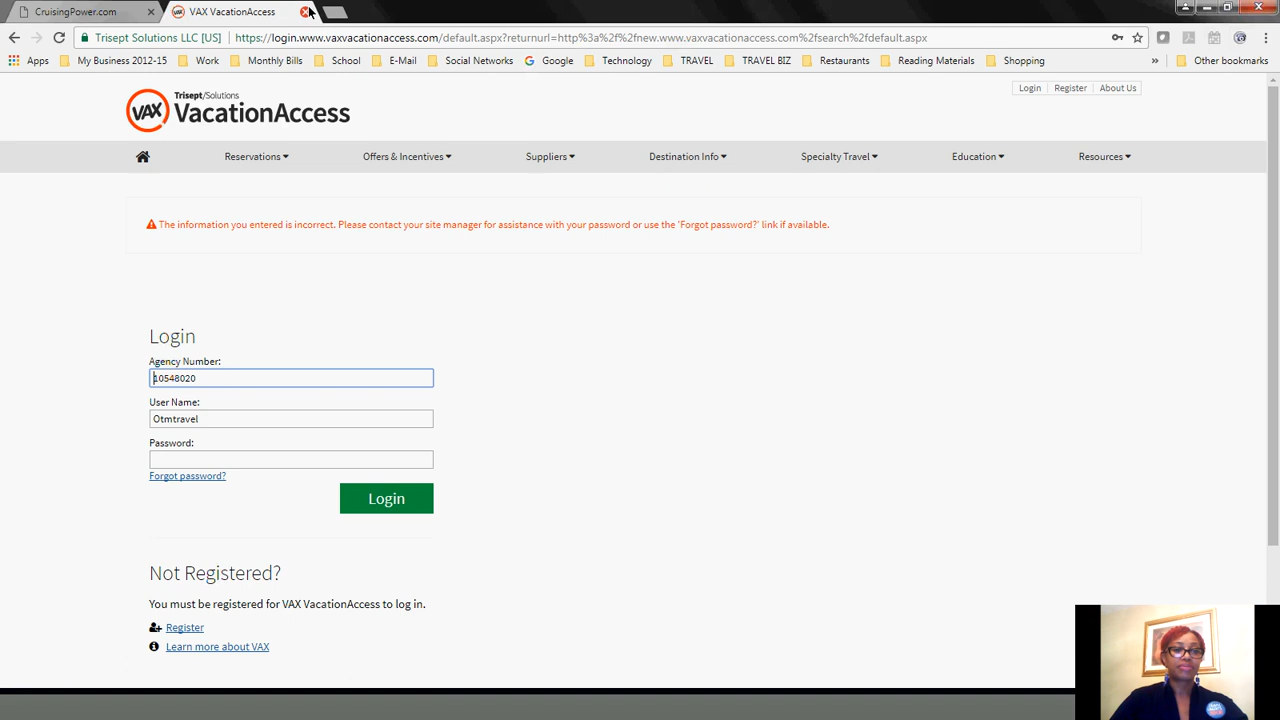 CruisingPower.com
VAX VacationAccess
Trisept Solutions LLC [US]
https://login.www.vaxvacationaccess.com/default.aspx?returnurl=http%3a%2f%2fnew.www.vaxvacationaccess.com%2fsearch%2fdefault.aspx
Apps My Business 2012-15 Work Monthly Bills School E-Mail Social Networks Google Technology TRAVEL TRAVEL BIZ Restaurants Reading Materials Shopping » Other bookmarks
Login Register About Us
VAX Trisept/Solutions
VacationAccess
Reservations Offers & Incentives Suppliers Destination Info Specialty Travel Education Resources
The information you entered is incorrect. Please contact your site manager for assistance with your password or use the 'Forgot password?' link if available.
Login
Agency Number:
10548020
User Name:
Otmtravel
Password:
Forgot password?
Login
Not Registered?
You must be registered for VAX VacationAccess to log in.
Register
Learn more about VAX